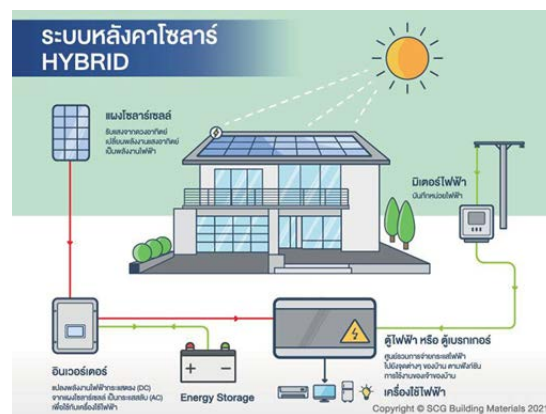 ระบบหลังคาโซลาร์
HYBRID
แผงโซลาร์เซลล์
รับแสงจากดวงอาทิตย์
เปลี่ยนพลังงานแสงอาทิตย์
เป็นพลังงานไฟฟ้า
มิเตอร์ไฟฟ้า
บันทึกหน่วยไฟฟ้า
อินเวอร์เตอร์
แปลงพลังงานไฟฟ้ากระแสตรง (DC)
จากแผงโซลาร์เซลล์ เป็นกระแสสลับ (AC)
เพื่อใช้กับเครื่องใช้ไฟฟ้า
Energy Storage
ตู้ไฟฟ้า หรือ ตู้เบรกเกอร์
ศูนย์รวมการจ่ายกระแสไฟฟ้า
ไปยังจุดต่างๆ ของบ้าน ตามฟังก์ชัน
การใช้งานของเจ้าของบ้าน
เครื่องใช้ไฟฟ้า
Copyright © SCG Building Materials 2021